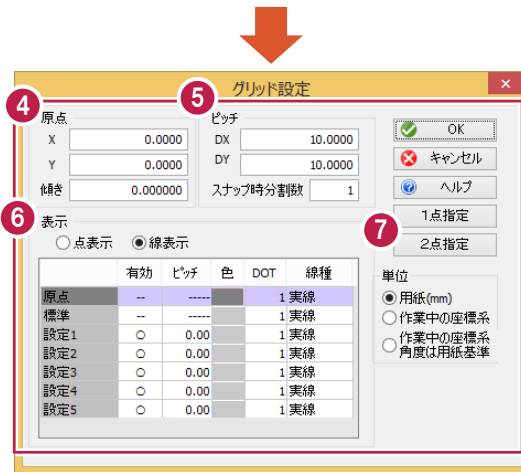 グリッド設定
×
4
5
原点
ピッチ
X 0.0000
DX 10.0000
Y 0.0000
DY 10.0000
傾き 0.000000
スナップ時分割数 1
OK
キャンセル
ヘルプ
1点指定
2点指定
6
7
表示
点表示 線表示
有効 ピッチ 色 DOT 線種
原点 -- ----- 1 実線
標準 -- ----- 1 実線
設定1 ○ 0.00 1 実線
設定2 ○ 0.00 1 実線
設定3 ○ 0.00 1 実線
設定4 ○ 0.00 1 実線
設定5 ○ 0.00 1 実線
単位
用紙(mm)
作業中の座標系
作業中の座標系
角度は用紙基準